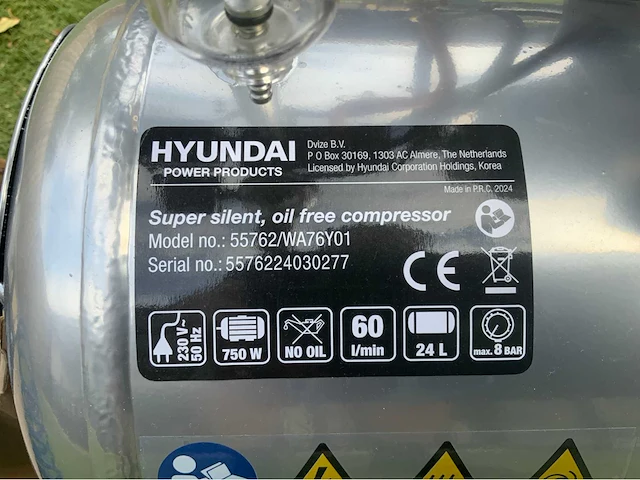 HYUNDAI
POWER PRODUCTS
Dvize B.V.
P O Box 30169, 1303 AC Almere, The Netherlands
Licensed by Hyundai Corporation Holdings, Korea
Made in P.R.C. 2024
Super silent, oil free compressor
Model no.: 55762/WA76Y01
Serial no.: 5576224030277
CE
230 V~
50 Hz
750 W
NO OIL
60
l/min
24 L
max. 8 BAR